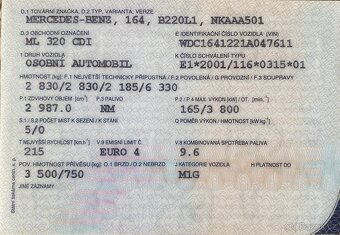 D.1 TOVÁRNÍ ZNAČKA, D.2 TYP, VARIANTA, VERZE
MERCEDES-BENZ, 164, B220L1, NKAAA501
D.3 OBCHODNÍ OZNAČENÍ E IDENTIFIKAČNÍ ČÍSLO VOZIDLA (VIN)
ML 320 CDI WDC1641221A047611
J.1 DRUH VOZIDLA K ČÍSLO SCHVÁLENÍ TYPU
OSOBNÍ AUTOMOBIL E1*2001/116*0315*01
HMOTNOST (kg) - F.1 NEJVĚTŠÍ TECHNICKY PŘÍPUSTNÁ / F.2 POVOLENÁ / G PROVOZNÍ / F.3 SOUPRAVY
2 830/2 830/2 185/6 330
P.1 ZDVIHOVÝ OBJEM (cm³) P.3 PALIVO P.2 / P.4 MAX. VÝKON (kW) / OT. (min⁻¹)
2 987.0 NM 165/3 800
S.1 / S.2 POČET MÍST K SEZENÍ / STÁNÍ Q POMĚR VÝKON / HMOTNOST (kW/kg)
5/0
T NEJVYŠŠÍ RYCHLOST (km.h⁻¹) V.9 EMISNÍ LIMIT Č. V.8 KOMBINOVANÁ SPOTŘEBA PALIVA
215 EURO 4 9.6
POV. HMOTNOST PŘÍVĚSU (kg) O.1 BRZD. / O.2 NEBRZD. J KATEGORIE VOZIDLA H PLATNOST DO
3 500/750 M1G
JINÉ ZÁZNAMY